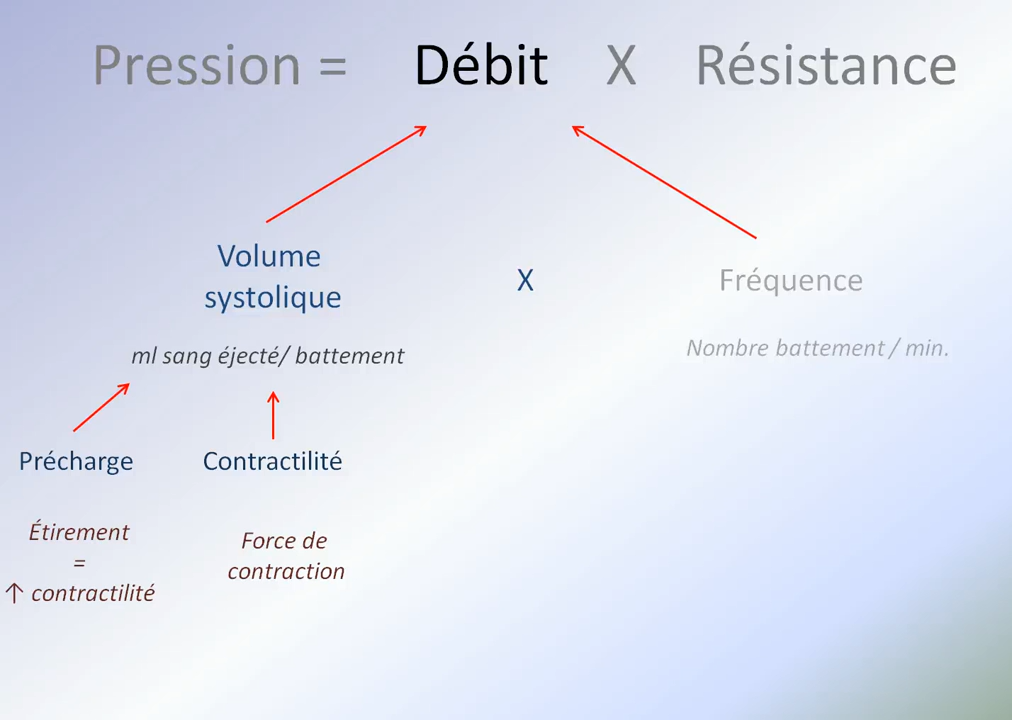 Pression = Débit X Résistance
Volume
systolique
X
Fréquence
ml sang éjecté/ battement
Nombre battement / min.
Précharge
Contractilité
Étirement
=
↑ contractilité
Force de
contraction